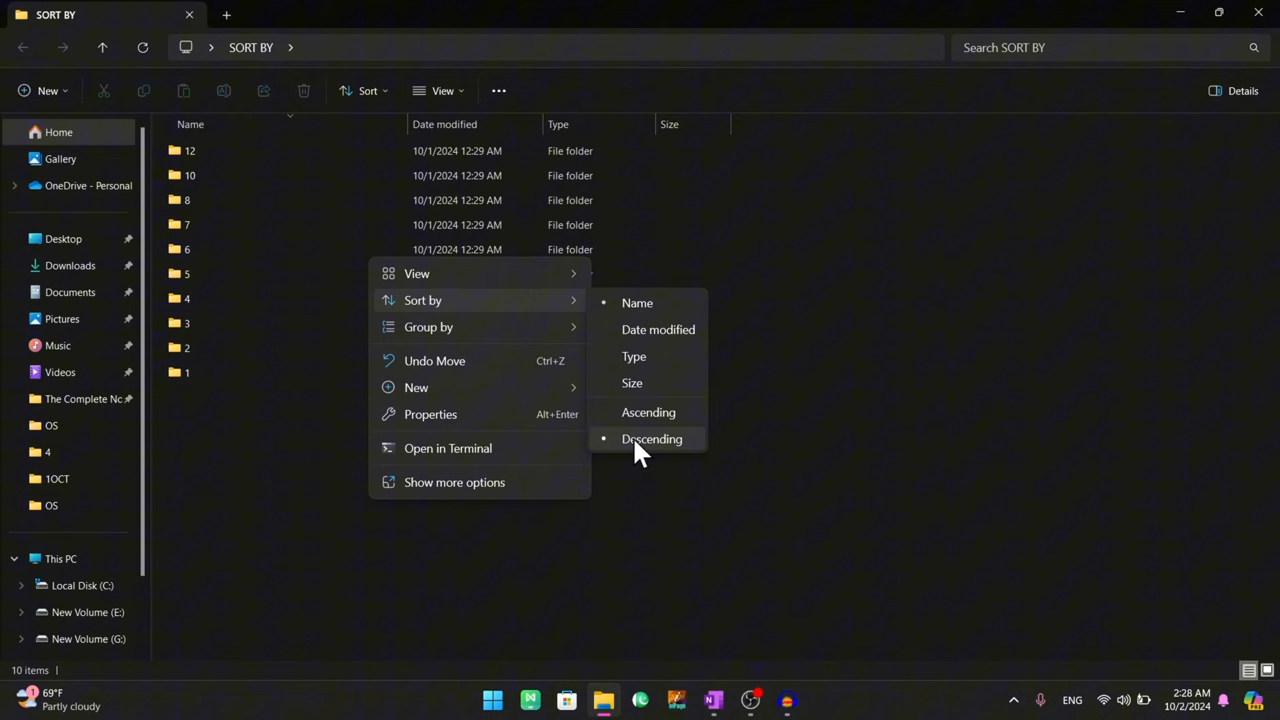 SORT BY
SORT BY
Search SORT BY
New
Sort
View
Details
Name Date modified Type Size
Home
Gallery
OneDrive - Personal
Desktop
Downloads
Documents
Pictures
Music
Videos
The Complete Nc
OS
4
1OCT
OS
This PC
Local Disk (C:)
New Volume (E:)
New Volume (G:)
12 10/1/2024 12:29 AM File folder
10 10/1/2024 12:29 AM File folder
8 10/1/2024 12:29 AM File folder
7 10/1/2024 12:29 AM File folder
6 10/1/2024 12:29 AM File folder
5
4
3
2
1
View
Sort by
Group by
Undo Move Ctrl+Z
New
Properties Alt+Enter
Open in Terminal
Show more options
Name
Date modified
Type
Size
Ascending
Descending
10 items
1
69°F
Partly cloudy
ENG
2:28 AM
10/2/2024